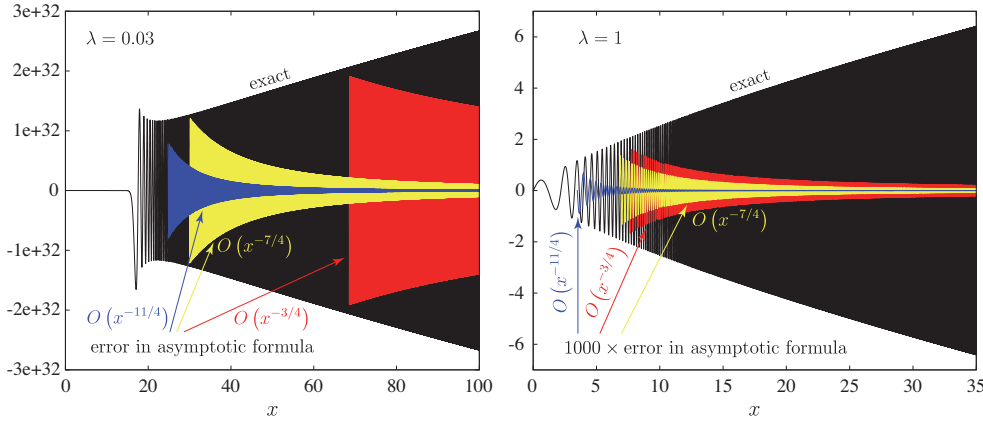 3e+32
2e+32
1e+32
0
-1e+32
-2e+32
-3e+32
λ = 0.03
exact
O (x^{-11/4})
O (x^{-7/4})
O (x^{-3/4})
error in asymptotic formula
0 20 40 60 80 100
x
6
4
2
0
-2
-4
-6
λ = 1
exact
O (x^{-11/4})
O (x^{-3/4})
O (x^{-7/4})
1000 × error in asymptotic formula
0 5 10 15 20 25 30 35
x